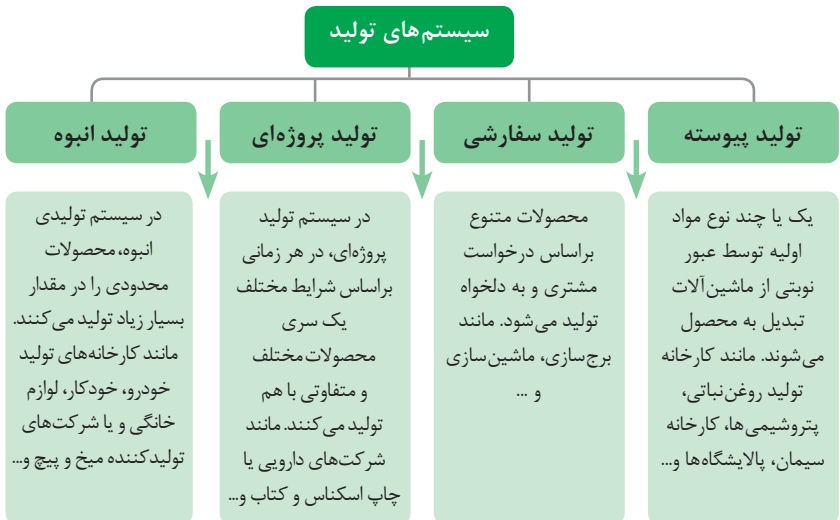 سیستم‌های تولید
تولید پیوسته
یک یا چند نوع مواد
اولیه توسط عبور
نوبتی از ماشین‌آلات
تبدیل به محصول
می‌شوند. مانند کارخانه
تولید روغن‌نباتی،
پتروشیمی‌ها، کارخانه
سیمان، پالایشگاه‌ها و...
تولید سفارشی
محصولات متنوع
براساس درخواست
مشتری و به دلخواه
تولید می‌شود. مانند
برج‌سازی، ماشین‌سازی
و ...
تولید پروژه‌ای
در سیستم تولید
پروژه‌ای، در هر زمانی
براساس شرایط مختلف
یک سری
محصولات مختلف
و متفاوتی با هم
تولید می‌کنند. مانند
شرکت‌های دارویی یا
چاپ اسکناس و کتاب و...
تولید انبوه
در سیستم تولیدی
انبوه، محصولات
محدودی را در مقدار
بسیار زیاد تولید می‌کنند.
مانند کارخانه‌های تولید
خودرو، خودکار، لوازم
خانگی و یا شرکت‌های
تولیدکننده میخ و پیچ و...